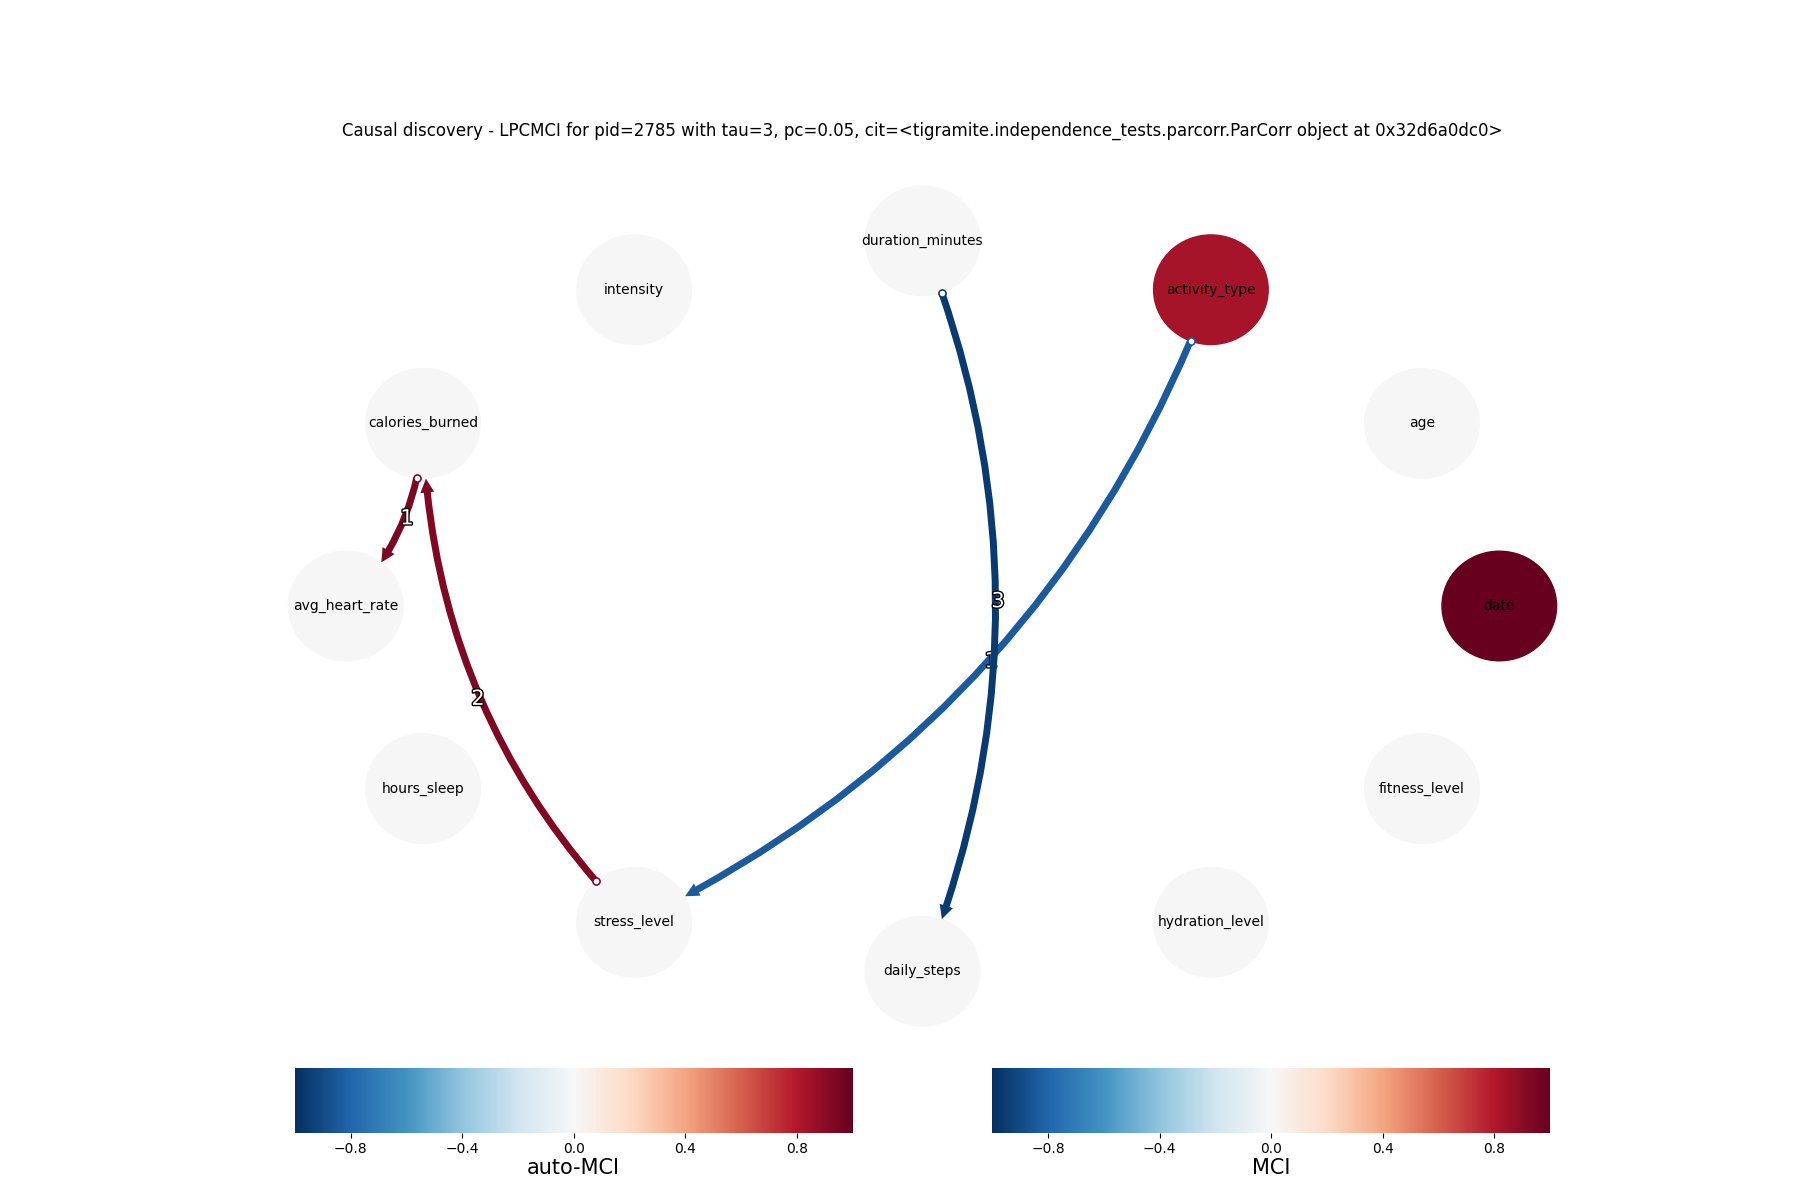 Causal discovery - LPCMCI for pid=2785 with tau=3, pc=0.05, cit=<tigramite.independence_tests.parcorr.ParCorr object at 0x32d6a0dc0>
duration_minutes
intensity
activity_type
calories_burned
age
1
avg_heart_rate
3
date
1
2
hours_sleep
fitness_level
stress_level
hydration_level
daily_steps
−0.8 −0.4 0.0 0.4 0.8
auto-MCI
−0.8 −0.4 0.0 0.4 0.8
MCI